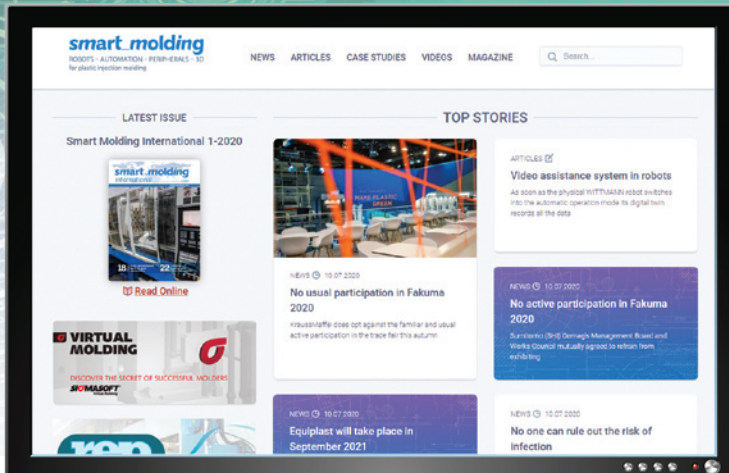 smart_molding
ROBOTS - AUTOMATION - PERIPHERALS - 3D
for plastic injection molding
NEWS ARTICLES CASE STUDIES VIDEOS MAGAZINE Search...
LATEST ISSUE
Smart Molding International 1-2020
smart_molding
international
18 22
Read Online
VIRTUAL
MOLDING
DISCOVER THE SECRET OF SUCCESSFUL MOLDERS
SIGMASOFT
rep
TOP STORIES
MAKE PLASTIC
GREEN
NEWS 10.07.2020
No usual participation in Fakuma
2020
KraussMaffei does opt against the familiar and usual
active participation in the trade fair this autumn
ARTICLES
Video assistance system in robots
As soon as the physical WITTMANN robot switches
into the automatic operation mode its digital twin
records all the data
NEWS 10.07.2020
No active participation in Fakuma
2020
Sumitomo (SHI) Demag's Management Board and
Works Council mutually agreed to refrain from
exhibiting
NEWS 10.07.2020
Equiplast will take place in
September 2021
NEWS 10.07.2020
No one can rule out the risk of
infection